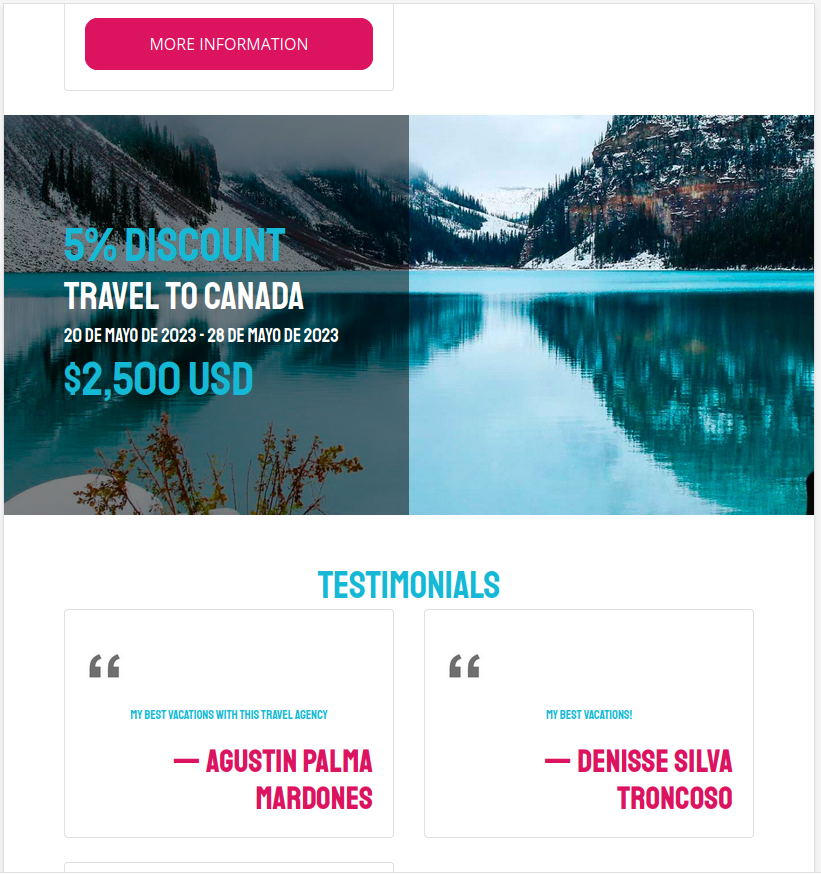 MORE INFORMATION
5% DISCOUNT
TRAVEL TO CANADA
20 DE MAYO DE 2023 - 28 DE MAYO DE 2023
$2,500 USD
TESTIMONIALS
“
MY BEST VACATIONS WITH THIS TRAVEL AGENCY
— AGUSTIN PALMA
MARDONES
“
MY BEST VACATIONS!
— DENISSE SILVA
TRONCOSO